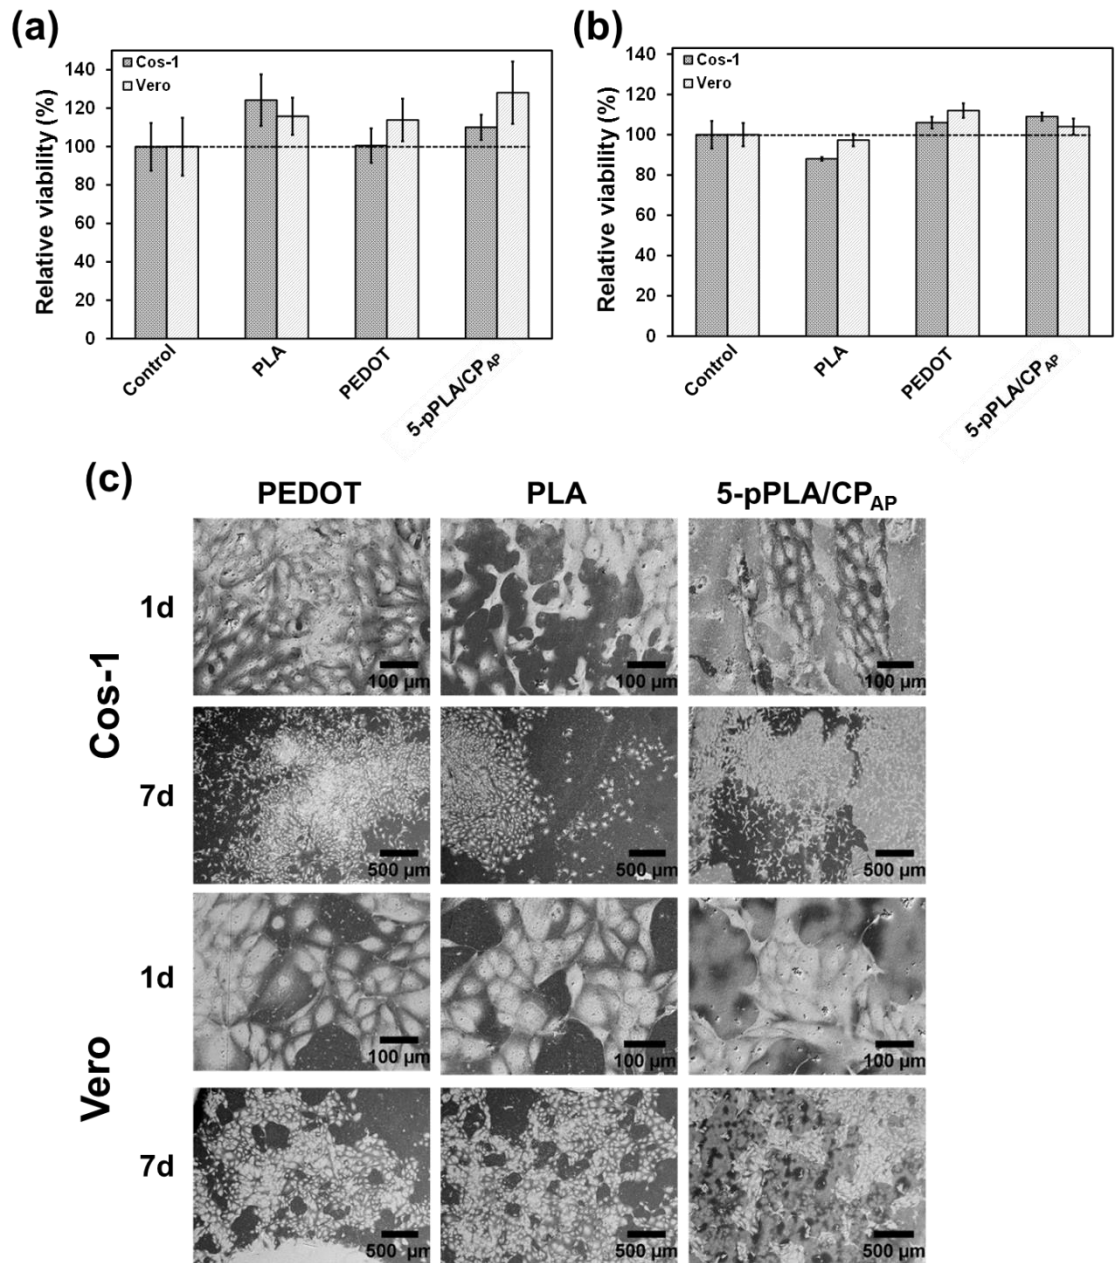 (a)
Relative viability (%)
140
120
100
80
60
40
20
0
Cos-1
Vero
Control
PLA
PEDOT
5-pPLA/CPAP
(b)
Relative viability (%)
140
120
100
80
60
40
20
0
Cos-1
Vero
Control
PLA
PEDOT
5-pPLA/CPAP
(c)
PEDOT PLA 5-pPLA/CPAP
Cos-1
1d
100 µm 100 µm 100 µm
7d
500 µm 500 µm 500 µm
Vero
1d
100 µm 100 µm 100 µm
7d
500 µm 500 µm 500 µm